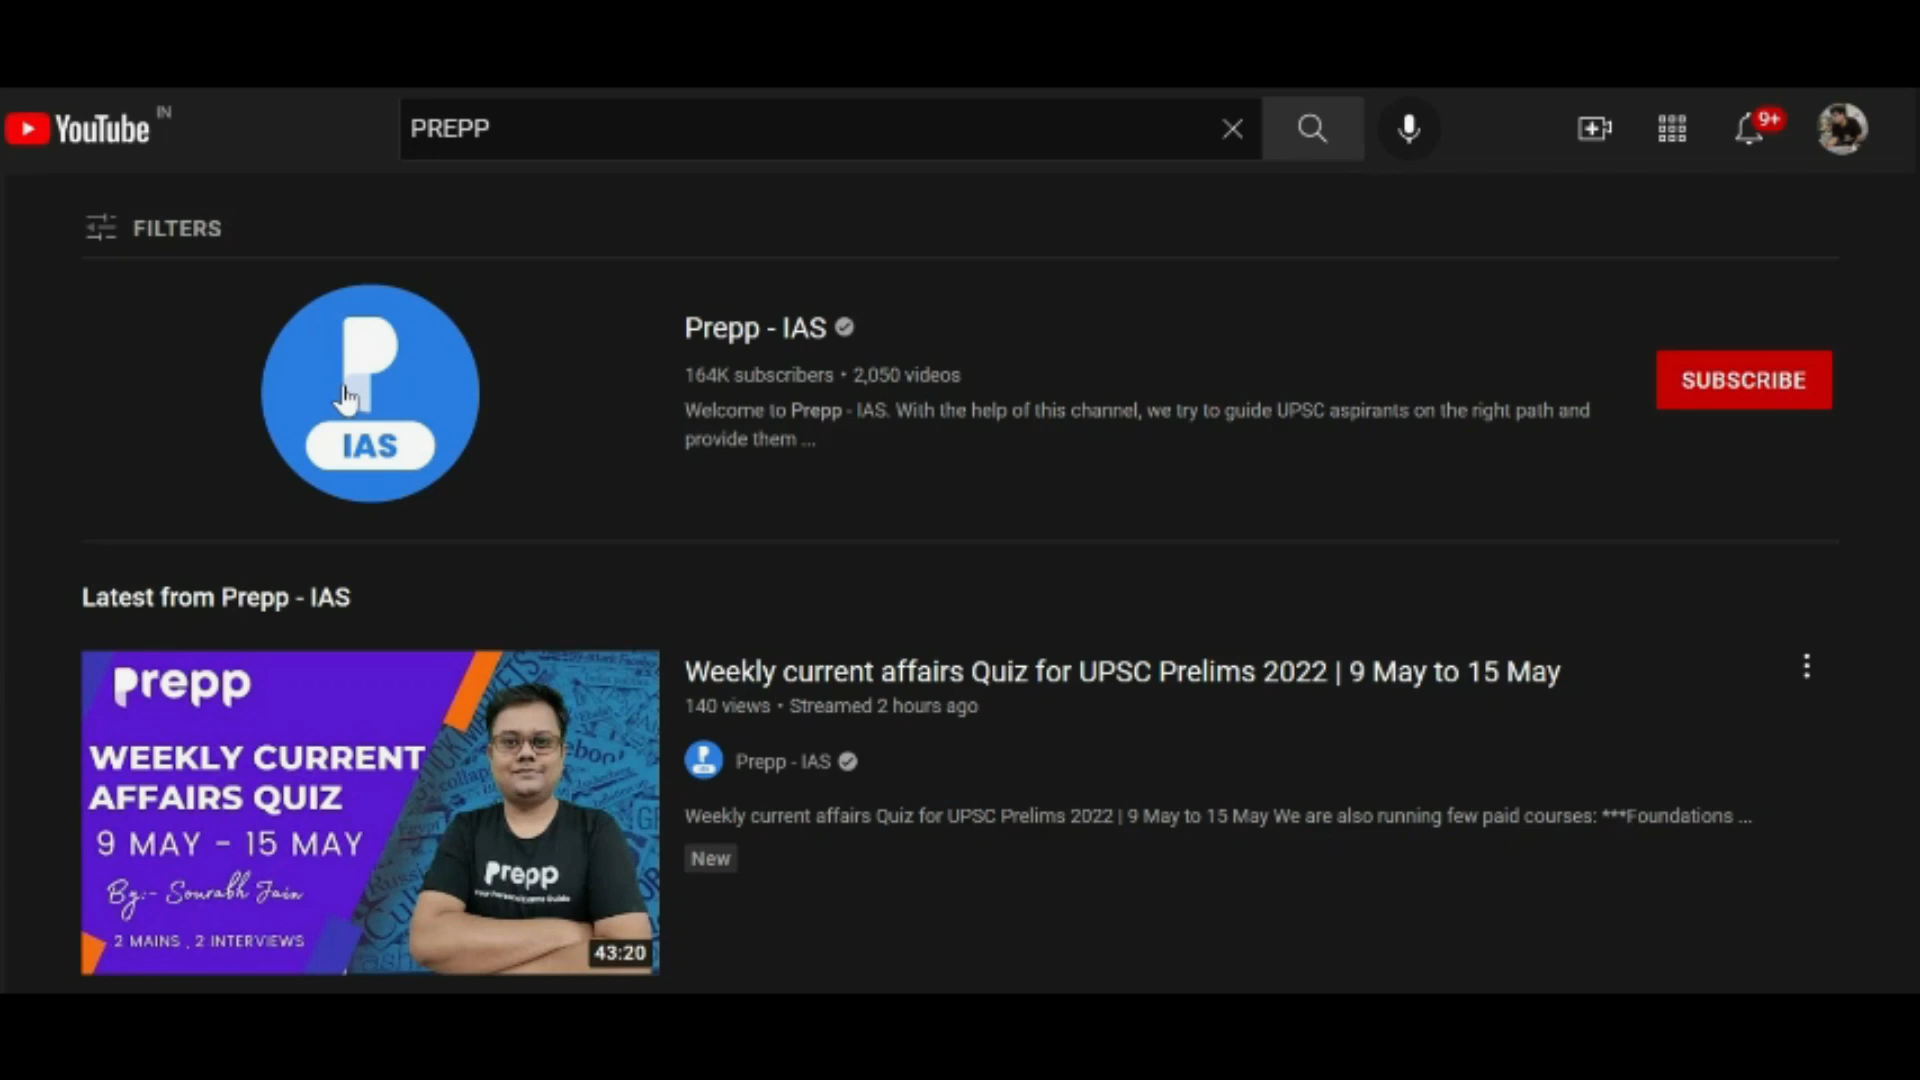 YouTube IN
PREPP
9+
FILTERS
P
IAS
Prepp - IAS
164K subscribers • 2,050 videos
Welcome to Prepp - IAS. With the help of this channel, we try to guide UPSC aspirants on the right path and
provide them ...
SUBSCRIBE
Latest from Prepp - IAS
prepp
WEEKLY CURRENT
AFFAIRS QUIZ
9 MAY - 15 MAY
By:- Sourabh Jain
2 MAINS , 2 INTERVIEWS
prepp
43:20
Weekly current affairs Quiz for UPSC Prelims 2022 | 9 May to 15 May
140 views • Streamed 2 hours ago
Prepp - IAS
Weekly current affairs Quiz for UPSC Prelims 2022 | 9 May to 15 May We are also running few paid courses: ***Foundations ...
New